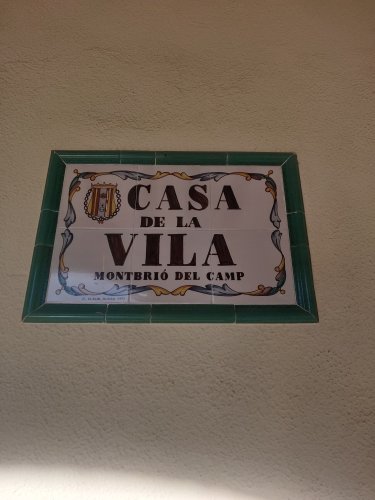 CASA
DE LA
VILA
MONTBRIÓ DEL CAMP